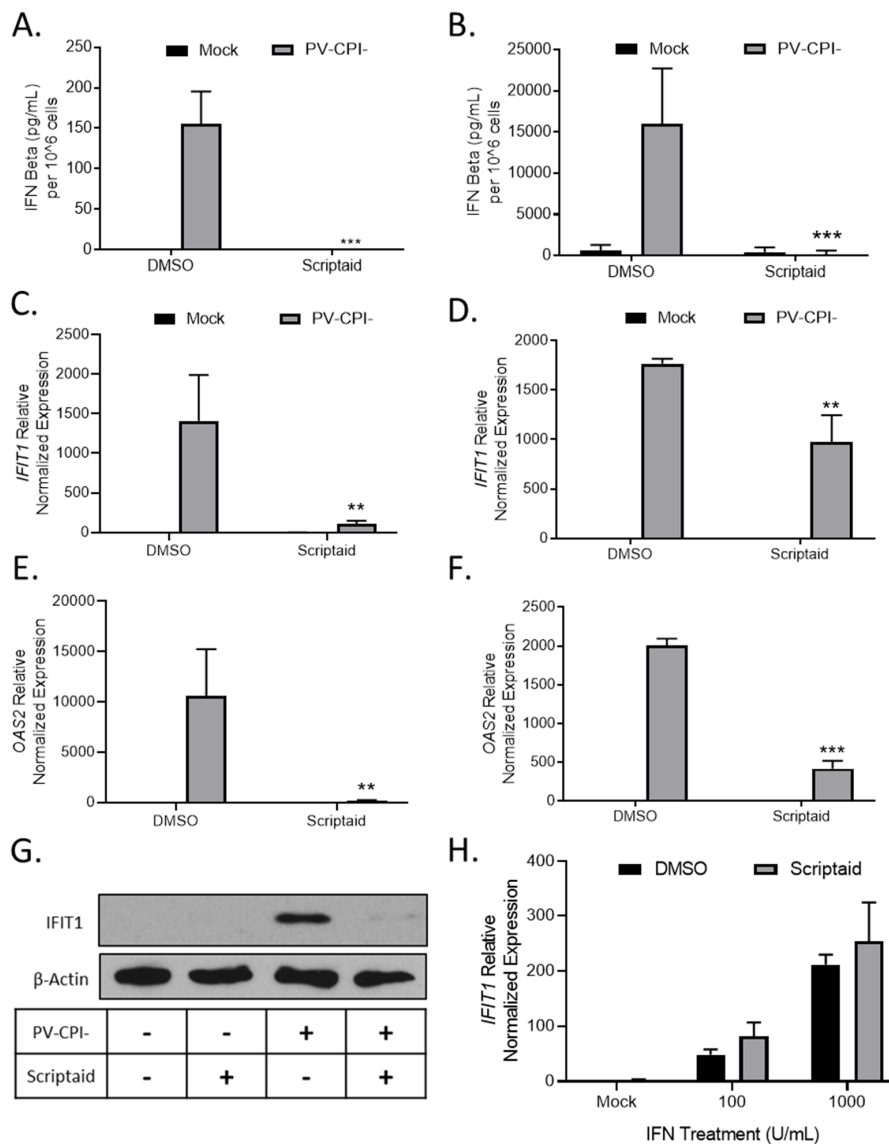 A.
Mock PV-CPI-
IFN Beta (pg/mL)
per 10^6 cells
250
200
150
100
50
0
***
DMSO Scriptaid
B.
Mock PV-CPI-
IFN Beta (pg/mL)
per 10^6 cells
25000
20000
15000
10000
5000
0
***
DMSO Scriptaid
C.
Mock PV-CPI-
IFIT1 Relative
Normalized Expression
2500
2000
1500
1000
500
0
**
DMSO Scriptaid
D.
Mock PV-CPI-
IFIT1 Relative
Normalized Expression
2000
1500
1000
500
0
**
DMSO Scriptaid
E.
OAS2 Relative
Normalized Expression
20000
15000
10000
5000
0
**
DMSO Scriptaid
F.
OAS2 Relative
Normalized Expression
2500
2000
1500
1000
500
0
***
DMSO Scriptaid
G.
IFIT1
β-Actin
PV-CPI- - - + +
Scriptaid - + - +
H.
DMSO Scriptaid
IFIT1 Relative
Normalized Expression
400
300
200
100
0
Mock 100 1000
IFN Treatment (U/mL)